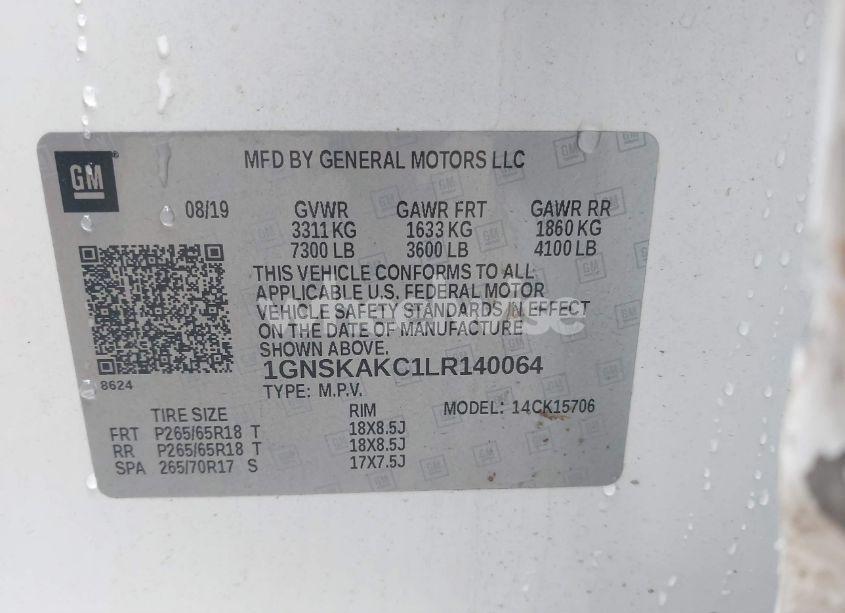 GM
MFD BY GENERAL MOTORS LLC
08/19 GVWR GAWR FRT GAWR RR
3311 KG 1633 KG 1860 KG
7300 LB 3600 LB 4100 LB
THIS VEHICLE CONFORMS TO ALL
APPLICABLE U.S. FEDERAL MOTOR
VEHICLE SAFETY STANDARDS IN EFFECT
ON THE DATE OF MANUFACTURE
SHOWN ABOVE.
8624
1GNSKAKC1LR140064
TYPE: M.P.V.
TIRE SIZE RIM MODEL: 14CK15706
FRT P265/65R18 T 18X8.5J
RR P265/65R18 T 18X8.5J
SPA 265/70R17 S 17X7.5J